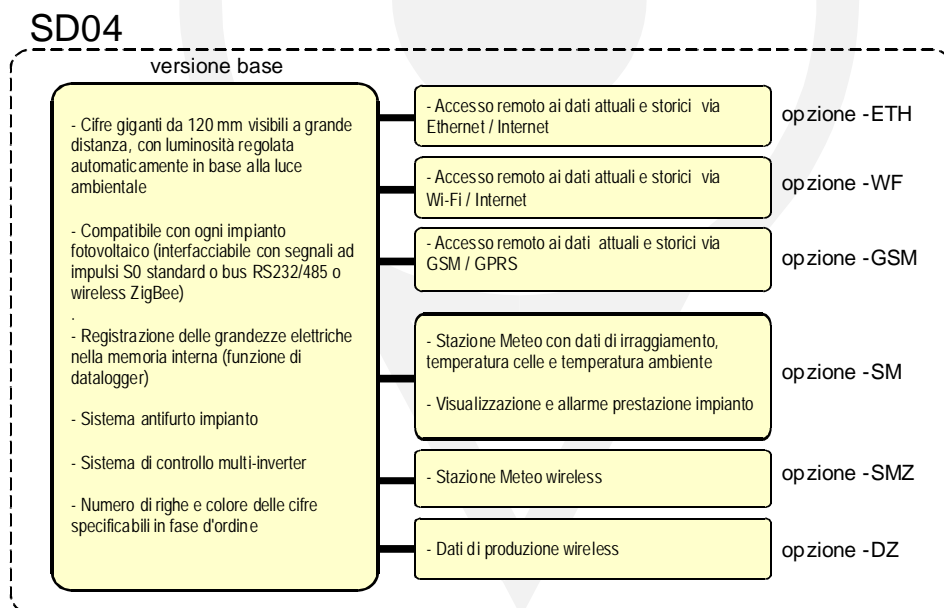 SD04
versione base
- Cifre giganti da 120 mm visibili a grande
distanza, con luminosità regolata
automaticamente in base alla luce
ambientale
- Compatibile con ogni impianto
fotovoltaico (interfacciabile con segnali ad
impulsi S0 standard o bus RS232/485 o
wireless ZigBee)
.
- Registrazione delle grandezze elettriche
nella memoria interna (funzione di
datalogger)
- Sistema antifurto impianto
- Sistema di controllo multi-inverter
- Numero di righe e colore delle cifre
specificabili in fase d'ordine
- Accesso remoto ai dati attuali e storici via
Ethernet / Internet
opzione -ETH
- Accesso remoto ai dati attuali e storici via
Wi-Fi / Internet
opzione -WF
- Accesso remoto ai dati attuali e storici via
GSM / GPRS
opzione -GSM
- Stazione Meteo con dati di irraggiamento,
temperatura celle e temperatura ambiente
- Visualizzazione e allarme prestazione impianto
opzione -SM
- Stazione Meteo wireless
opzione -SMZ
- Dati di produzione wireless
opzione -DZ